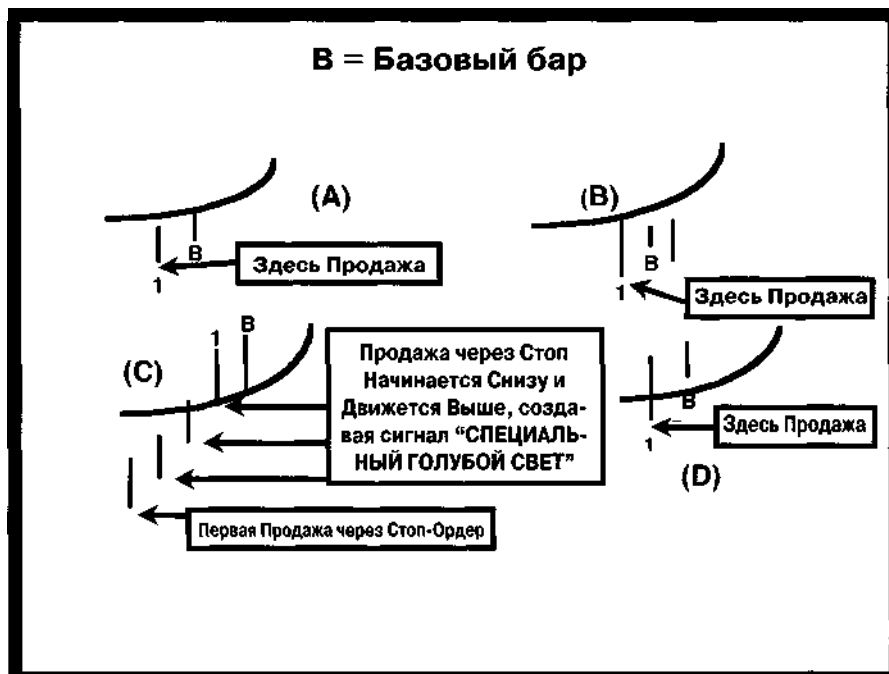 В = Базовый бар
(A)
В
1
Здесь Продажа
(B)
В
1
Здесь Продажа
(C)
1
В
Продажа через Стоп
Начинается Снизу и
Движется Выше, созда-
вая сигнал “СПЕЦИАЛЬ-
НЫЙ ГОЛУБОЙ СВЕТ”
Первая Продажа через Стоп-Ордер
В
1
Здесь Продажа
(D)